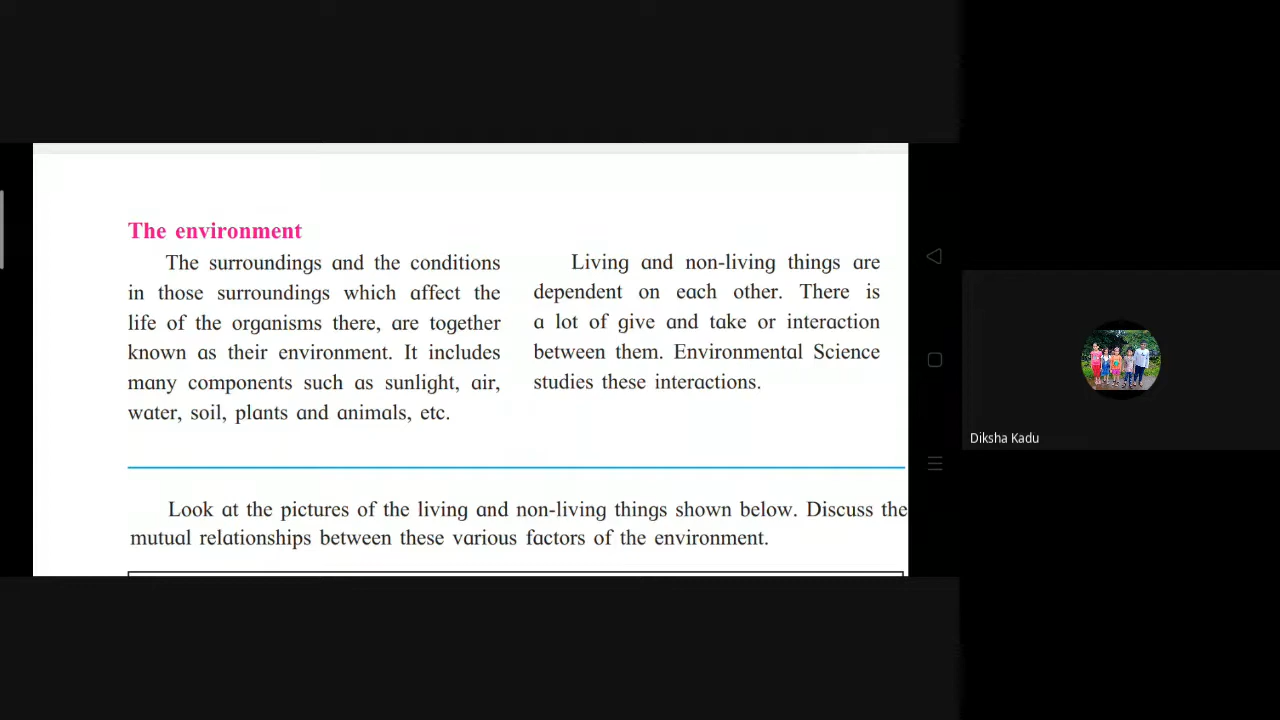 The environment
The surroundings and the conditions
in those surroundings which affect the
life of the organisms there, are together
known as their environment. It includes
many components such as sunlight, air,
water, soil, plants and animals, etc.
Living and non-living things are
dependent on each other. There is
a lot of give and take or interaction
between them. Environmental Science
studies these interactions.
Look at the pictures of the living and non-living things shown below. Discuss the
mutual relationships between these various factors of the environment.
Diksha Kadu